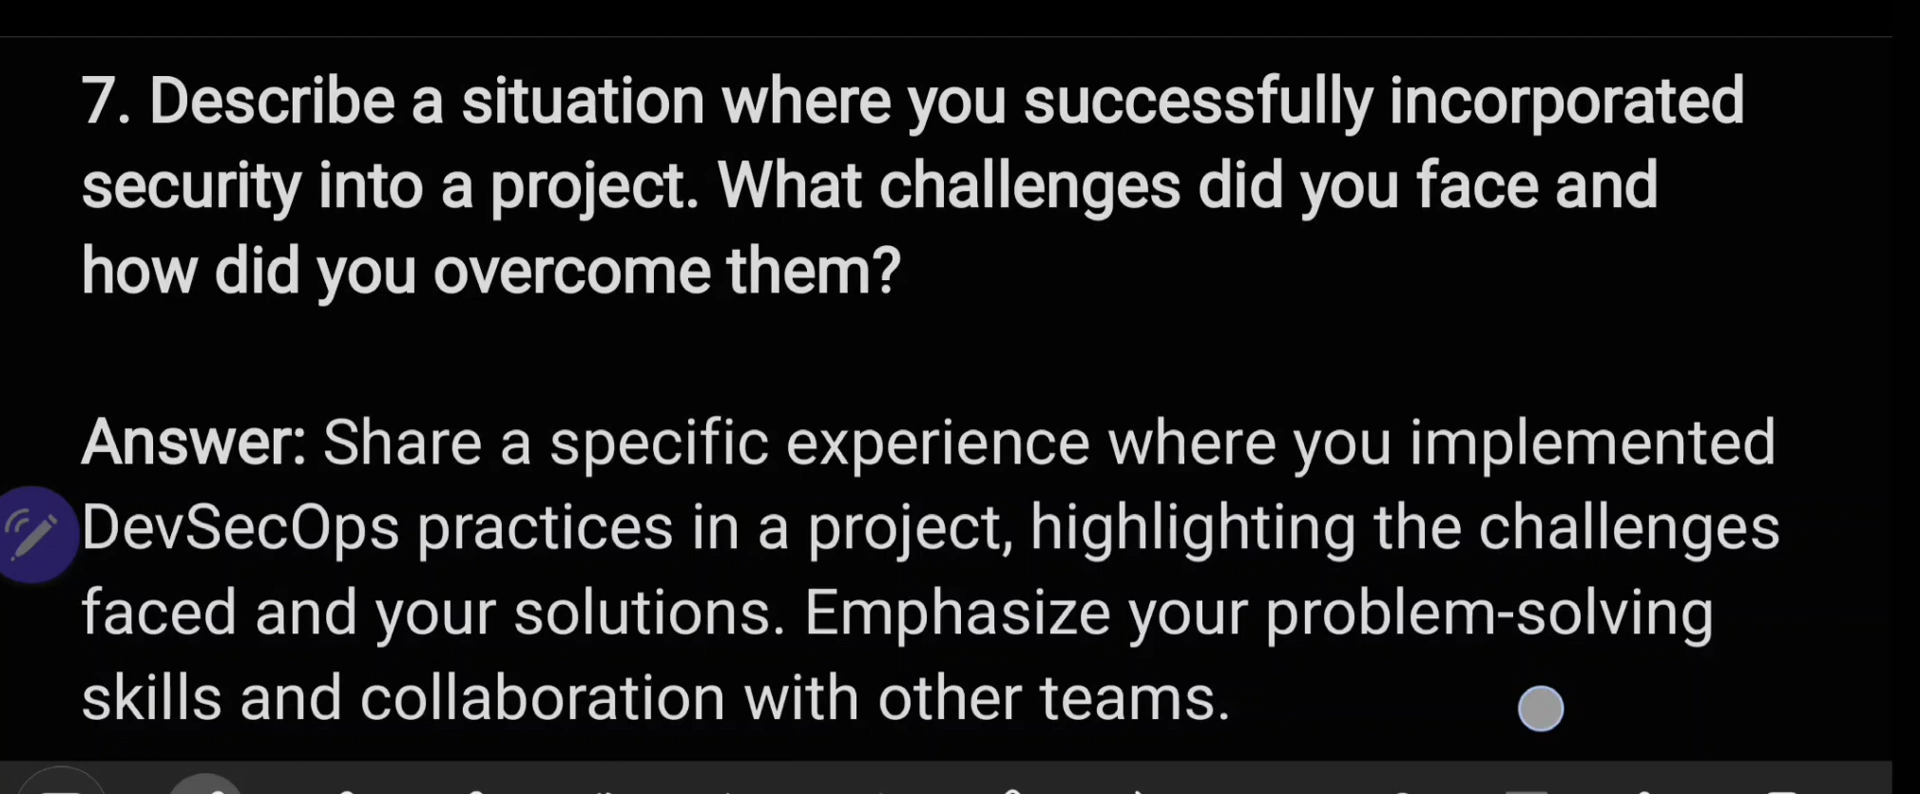 7. Describe a situation where you successfully incorporated
security into a project. What challenges did you face and
how did you overcome them?
Answer: Share a specific experience where you implemented
DevSecOps practices in a project, highlighting the challenges
faced and your solutions. Emphasize your problem-solving
skills and collaboration with other teams.